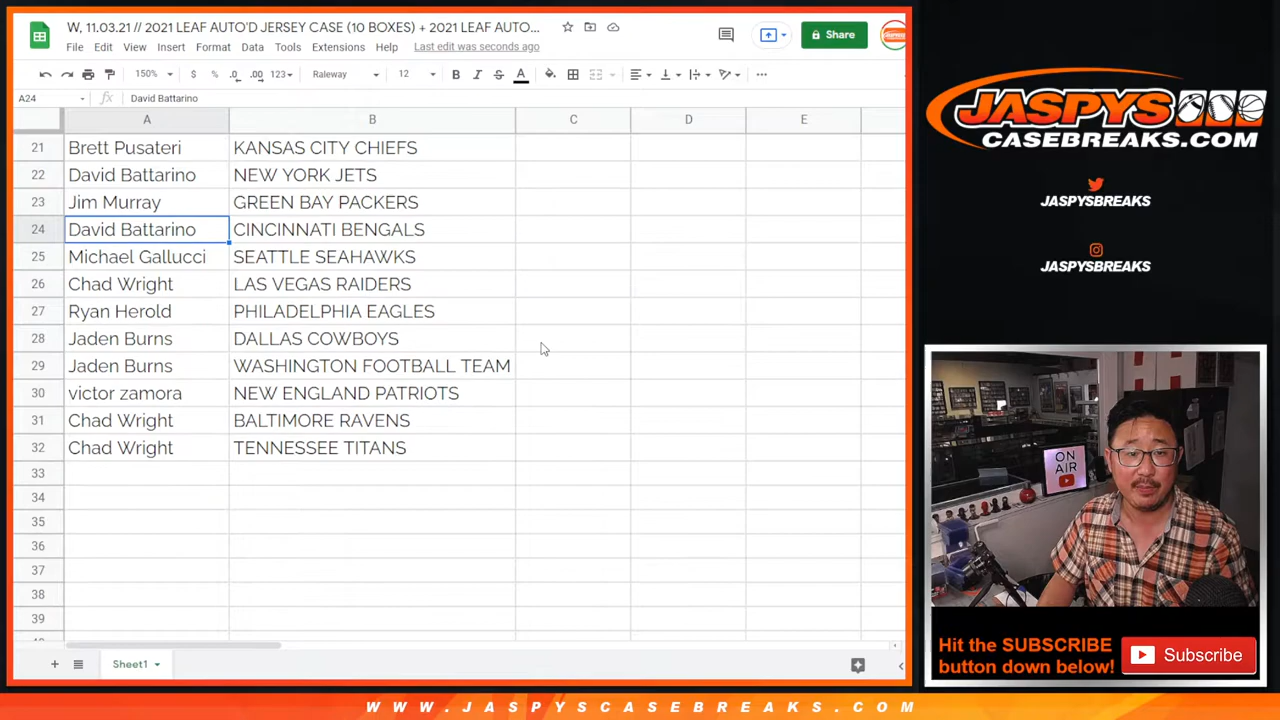 W, 11.03.21 // 2021 LEAF AUTO'D JERSEY CASE (10 BOXES) + 2021 LEAF AUTO...
Share
File Edit View Insert Format Data Tools Extensions Help Last edit was seconds ago
150% $ % .0 .00 123 Raleway 12 B I S A
A24 fx David Battarino
A B C D E
21 Brett Pusateri KANSAS CITY CHIEFS
22 David Battarino NEW YORK JETS
23 Jim Murray GREEN BAY PACKERS
24 David Battarino CINCINNATI BENGALS
25 Michael Gallucci SEATTLE SEAHAWKS
26 Chad Wright LAS VEGAS RAIDERS
27 Ryan Herold PHILADELPHIA EAGLES
28 Jaden Burns DALLAS COWBOYS
29 Jaden Burns WASHINGTON FOOTBALL TEAM
30 victor zamora NEW ENGLAND PATRIOTS
31 Chad Wright BALTIMORE RAVENS
32 Chad Wright TENNESSEE TITANS
33
34
35
36
37
38
39
Sheet1
JASPYS
CASEBREAKS.COM
JASPYSBREAKS
JASPYSBREAKS
ON
AIR
Hit the SUBSCRIBE
button down below!
Subscribe
WWW.JASPYSCASEBREAKS.COM